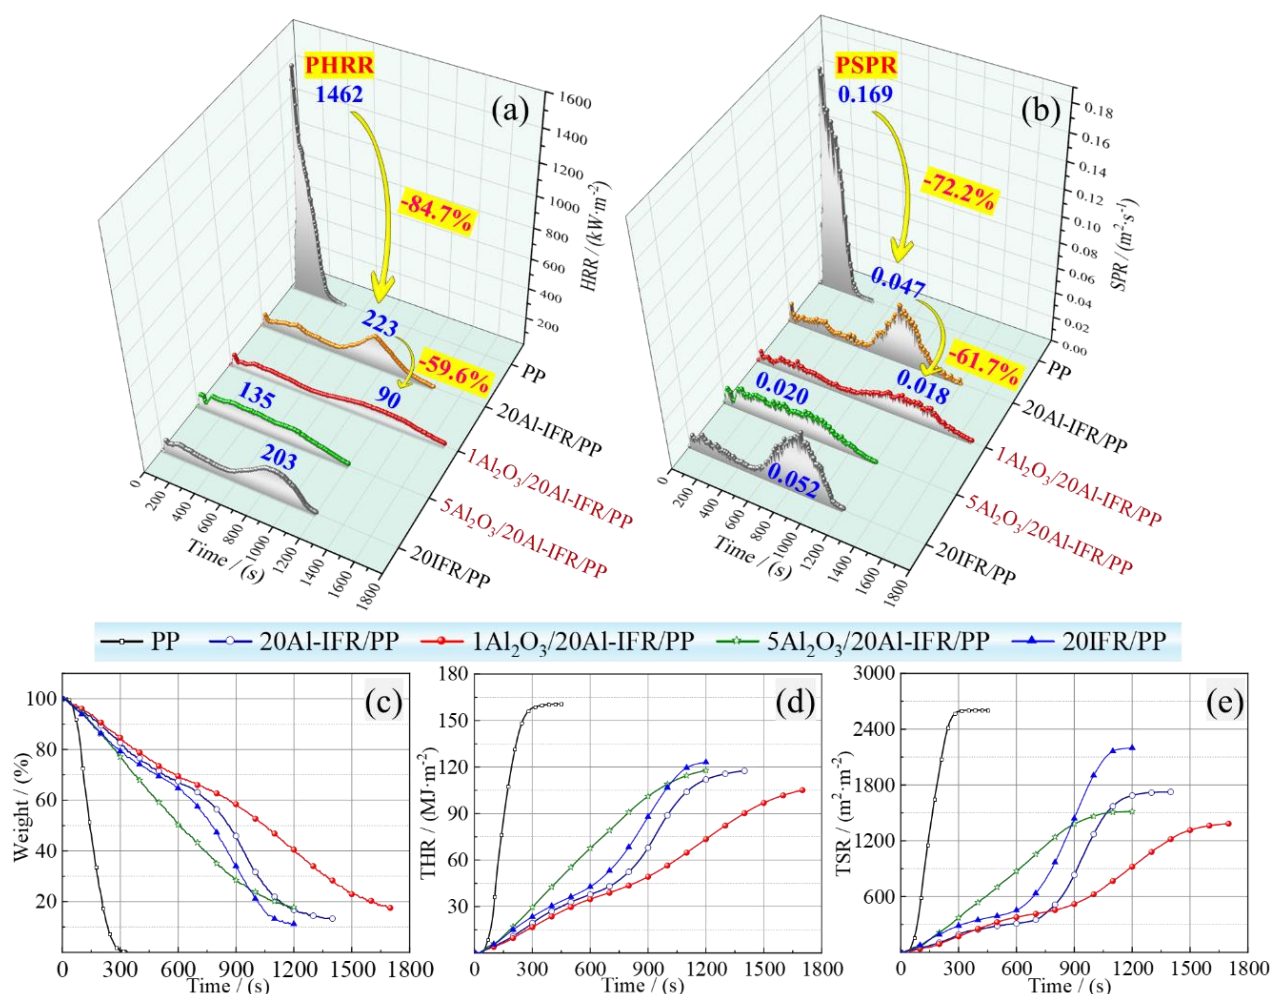 (a)
PHRR
1462
-84.7%
223
-59.6%
90
135
203
1600
1400
1200
1000
800
600
400
200
HRR / (kW·m⁻²)
0
200
400
600
800
1000
1200
1400
1600
1800
Time / (s)
PP
20Al-IFR/PP
1Al₂O₃/20Al-IFR/PP
5Al₂O₃/20Al-IFR/PP
20IFR/PP
(b)
PSPR
0.169
-72.2%
0.047
-61.7%
0.018
0.020
0.052
0.18
0.16
0.14
0.12
0.10
0.08
0.06
0.04
0.02
0.00
SPR / (m²·s⁻¹)
0
200
400
600
800
1000
1200
1400
1600
1800
Time / (s)
PP
20Al-IFR/PP
1Al₂O₃/20Al-IFR/PP
5Al₂O₃/20Al-IFR/PP
20IFR/PP
PP 20Al-IFR/PP 1Al₂O₃/20Al-IFR/PP 5Al₂O₃/20Al-IFR/PP 20IFR/PP
(c)
Weight / (%)
100
80
60
40
20
0 300 600 900 1200 1500 1800
Time / (s)
(d)
THR / (MJ·m⁻²)
180
150
120
90
60
30
0 300 600 900 1200 1500 1800
Time / (s)
(e)
TSR / (m²·m⁻²)
3000
2400
1800
1200
600
0 300 600 900 1200 1500 1800
Time / (s)